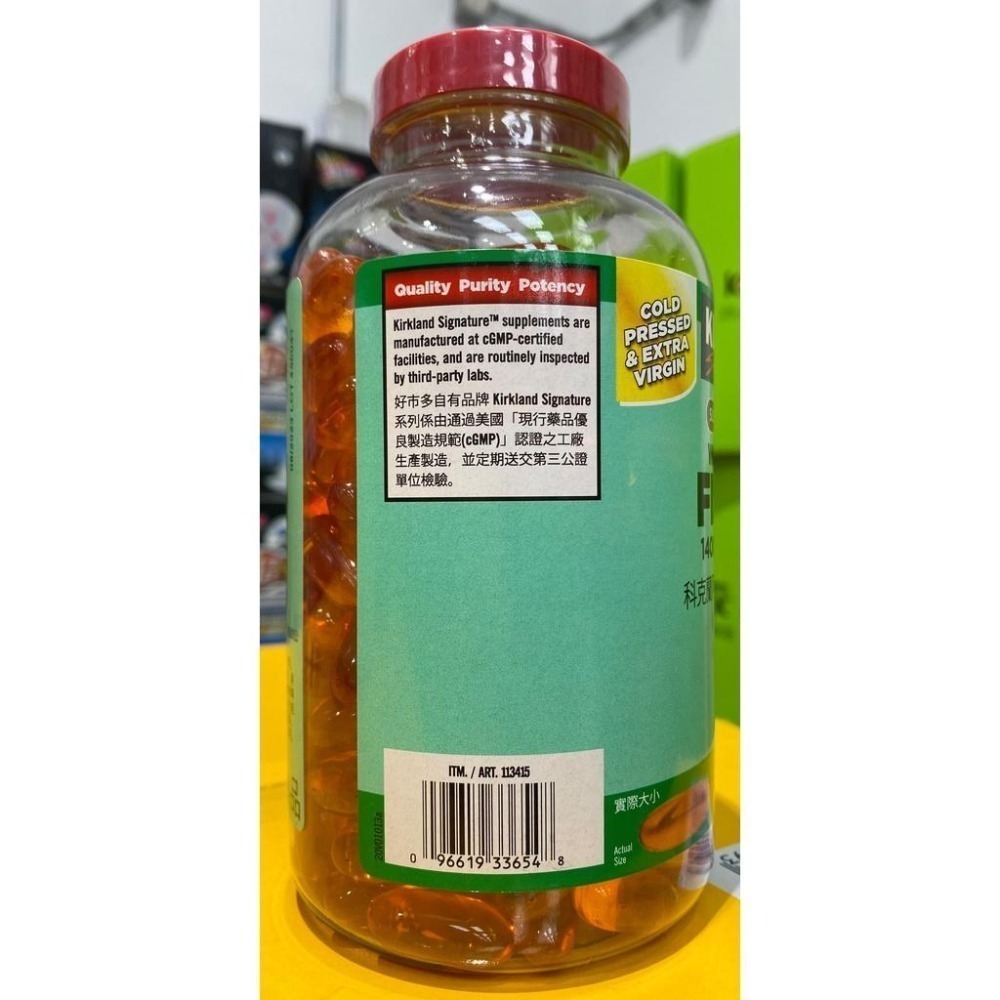 Quality Purity Potency
Kirkland Signature™ supplements are
manufactured at cGMP-certified
facilities, and are routinely inspected
by third-party labs.
好市多自有品牌 Kirkland Signature
系列係由通過美國「現行藥品優
良製造規範(cGMP)」認證之工廠
生產製造，並定期送交第三公證
單位檢驗。
COLD
PRESSED
& EXTRA
VIRGIN
140
科克
ITM. / ART. 113415
0 96619 33654 8
實際大小
Actual
Size